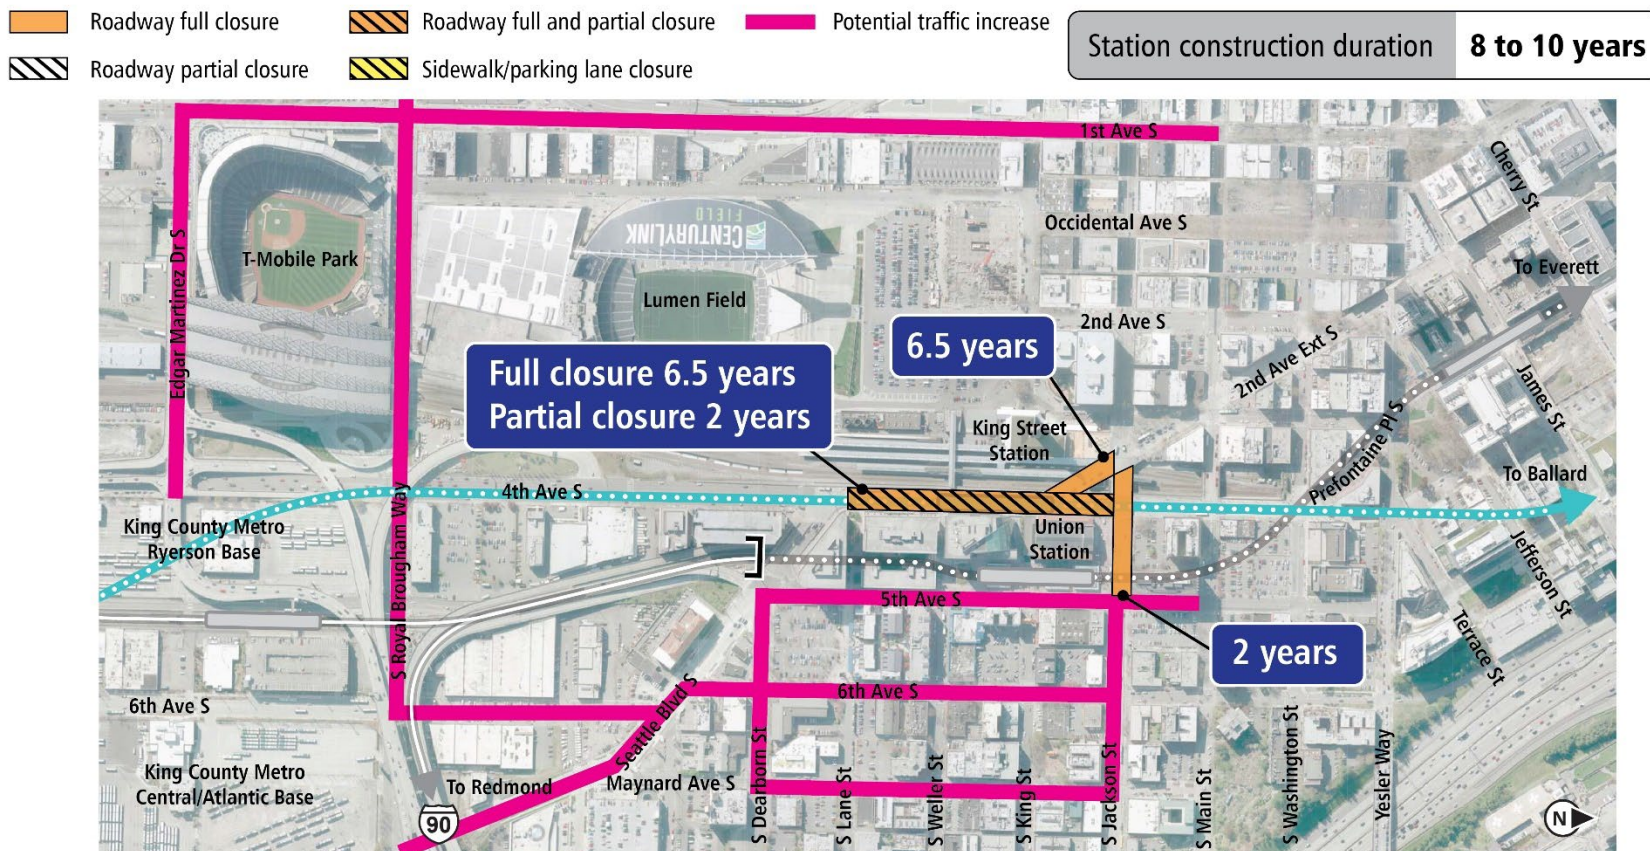 Roadway full closure
Roadway full and partial closure
Potential traffic increase
Roadway partial closure
Sidewalk/parking lane closure
Station construction duration
8 to 10 years
1st Ave S
Cherry St
Occidental Ave S
CENTURYLINK
FIELD
T-Mobile Park
Edgar Martinez Dr S
Lumen Field
To Everett
2nd Ave S
6.5 years
2nd Ave Ext S
Full closure 6.5 years
Partial closure 2 years
James St
King Street
Station
Prefontaine Pl S
To Ballard
4th Ave S
King County Metro
Ryerson Base
S Royal Brougham Way
Union
Station
Jefferson St
5th Ave S
2 years
Terrace St
6th Ave S
6th Ave S
Seattle Blvd S
King County Metro
Central/Atlantic Base
To Redmond
90
Maynard Ave S
S Dearborn St
S Lane St
S Weller St
S King St
S Jackson St
S Main St
S Washington St
Yesler Way
N